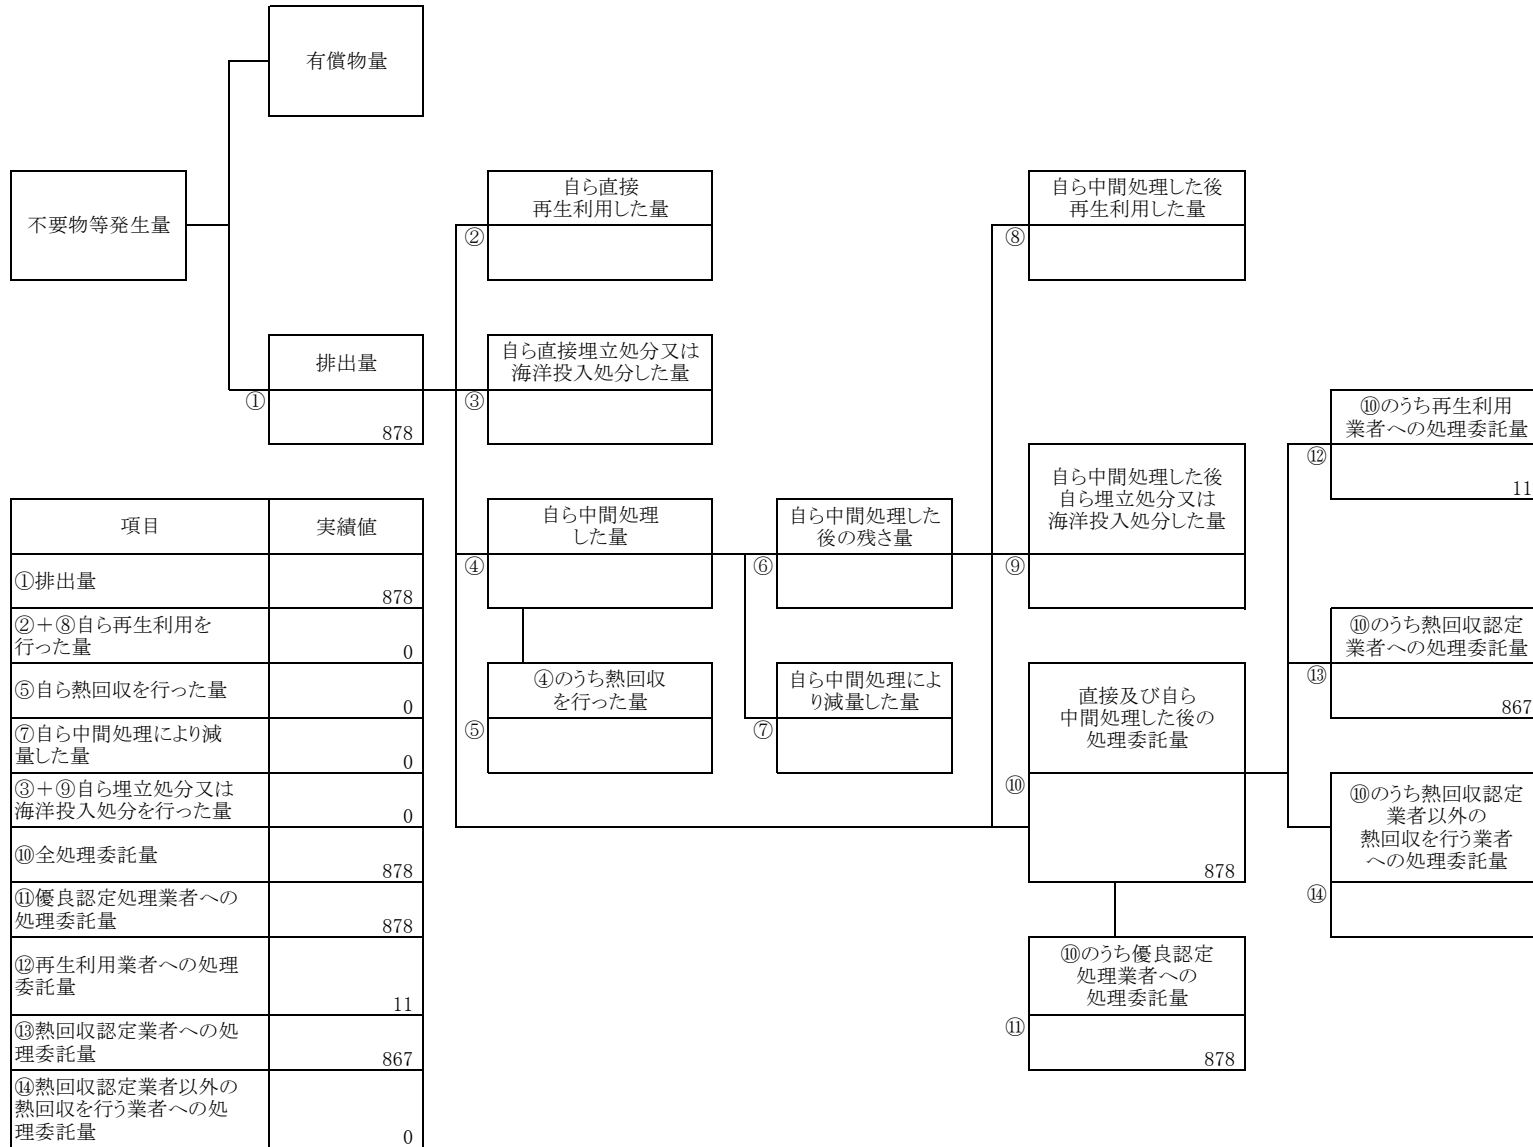 有償物量
不要物等発生量
自ら直接
再生利用した量
②
自ら中間処理した後
再生利用した量
⑧
排出量
①
878
自ら直接埋立処分又は
海洋投入処分した量
③
⑩のうち再生利用
業者への処理委託量
⑫
11
自ら中間処理
した量
④
自ら中間処理した
後の残さ量
⑥
自ら中間処理した後
自ら埋立処分又は
海洋投入処分した量
⑨
⑩のうち熱回収認定
業者への処理委託量
⑬
867
④のうち熱回収
を行った量
⑤
自ら中間処理によ
り減量した量
⑦
直接及び自ら
中間処理した後の
処理委託量
⑩
878
⑩のうち熱回収認定
業者以外の
熱回収を行う業者
への処理委託量
⑭
⑩のうち優良認定
処理業者への
処理委託量
⑪
878
項目 実績値
①排出量
878
②＋⑧自ら再生利用を
行った量
0
⑤自ら熱回収を行った量
0
⑦自ら中間処理により減
量した量
0
③＋⑨自ら埋立処分又は
海洋投入処分を行った量
0
⑩全処理委託量
878
⑪優良認定処理業者への
処理委託量
878
⑫再生利用業者への処理
委託量
11
⑬熱回収認定業者への処
理委託量
867
⑭熱回収認定業者以外の
熱回収を行う業者への処
理委託量
0